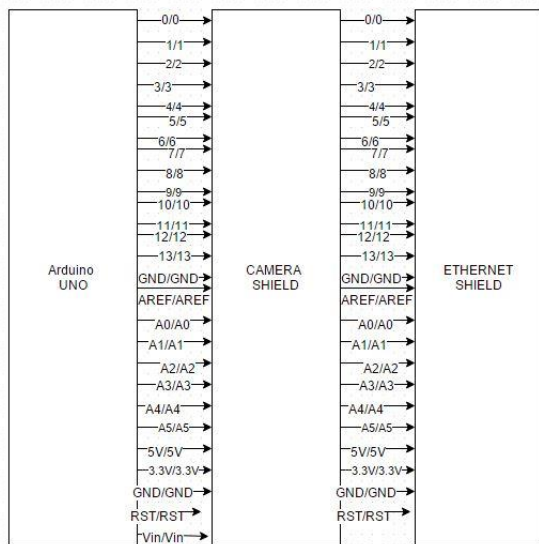 Arduino
UNO
0/0
1/1
2/2
3/3
4/4
5/5
6/6
7/7
8/8
9/9
10/10
11/11
12/12
13/13
GND/GND
AREF/AREF
A0/A0
A1/A1
A2/A2
A3/A3
A4/A4
A5/A5
5V/5V
3.3V/3.3V
GND/GND
RST/RST
Vin/Vin
CAMERA
SHIELD
0/0
1/1
2/2
3/3
4/4
5/5
6/6
7/7
8/8
9/9
10/10
11/11
12/12
13/13
GND/GND
AREF/AREF
A0/A0
A1/A1
A2/A2
A3/A3
A4/A4
A5/A5
5V/5V
3.3V/3.3V
GND/GND
RST/RST
ETHERNET
SHIELD